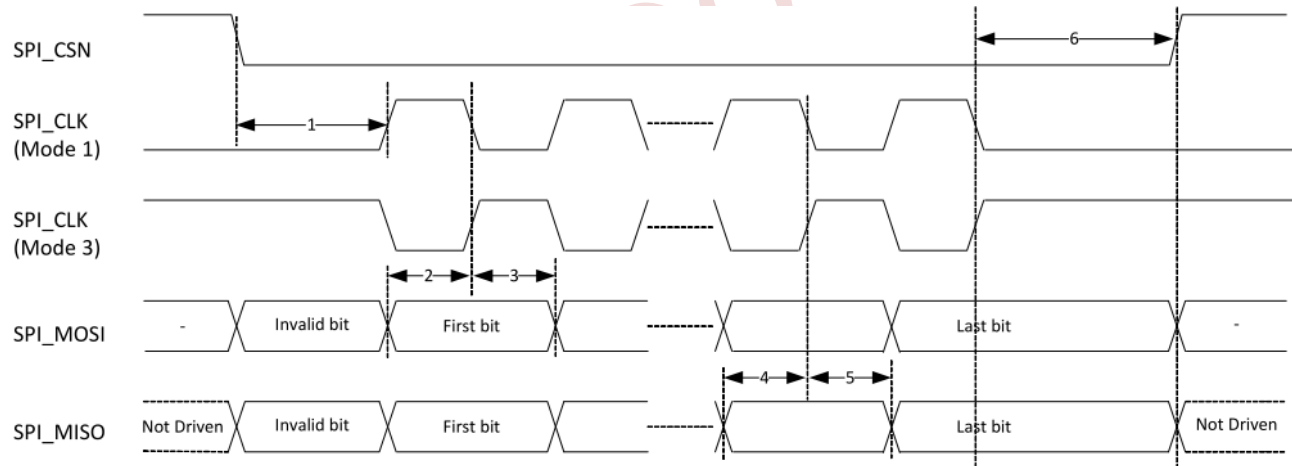 SPI_CSN
6
SPI_CLK
(Mode 1)
1
SPI_CLK
(Mode 3)
2
3
SPI_MOSI
-
Invalid bit
First bit
Last bit
-
4
5
SPI_MISO
Not Driven
Invalid bit
First bit
Last bit
Not Driven